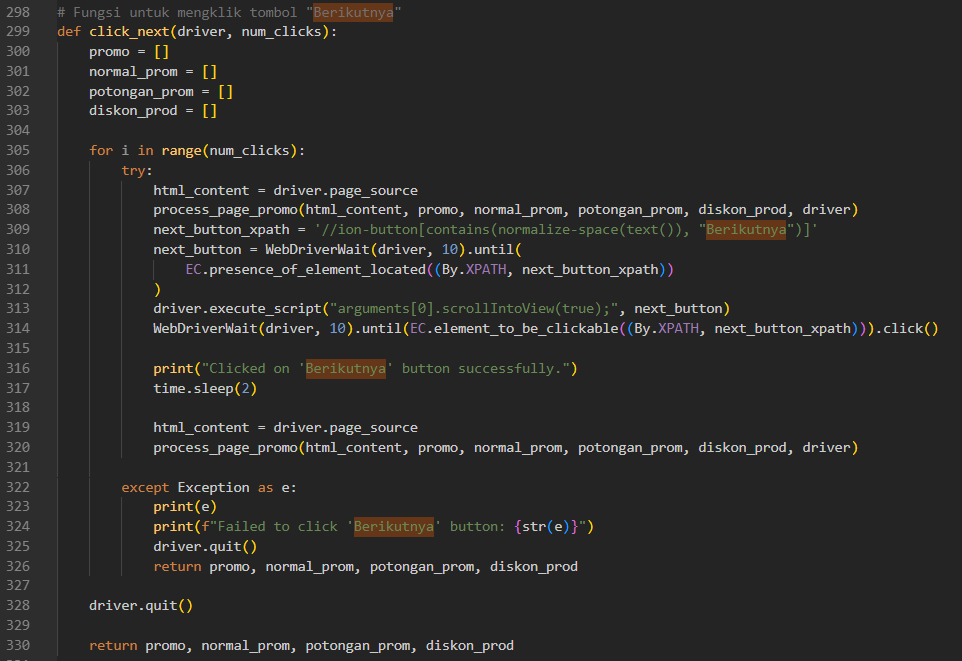 298 # Fungsi untuk mengklik tombol "Berikutnya"
299 def click_next(driver, num_clicks):
300     promo = []
301     normal_prom = []
302     potongan_prom = []
303     diskon_prod = []
304
305     for i in range(num_clicks):
306         try:
307             html_content = driver.page_source
308             process_page_promo(html_content, promo, normal_prom, potongan_prom, diskon_prod, driver)
309             next_button_xpath = '//ion-button[contains(normalize-space(text()), "Berikutnya")]'
310             next_button = WebDriverWait(driver, 10).until(
311                 EC.presence_of_element_located((By.XPATH, next_button_xpath))
312             )
313             driver.execute_script("arguments[0].scrollIntoView(true);", next_button)
314             WebDriverWait(driver, 10).until(EC.element_to_be_clickable((By.XPATH, next_button_xpath))).click()
315
316             print("Clicked on 'Berikutnya' button successfully.")
317             time.sleep(2)
318
319             html_content = driver.page_source
320             process_page_promo(html_content, promo, normal_prom, potongan_prom, diskon_prod, driver)
321
322         except Exception as e:
323             print(e)
324             print(f"Failed to click 'Berikutnya' button: {str(e)}")
325             driver.quit()
326             return promo, normal_prom, potongan_prom, diskon_prod
327
328     driver.quit()
329
330     return promo, normal_prom, potongan_prom, diskon_prod